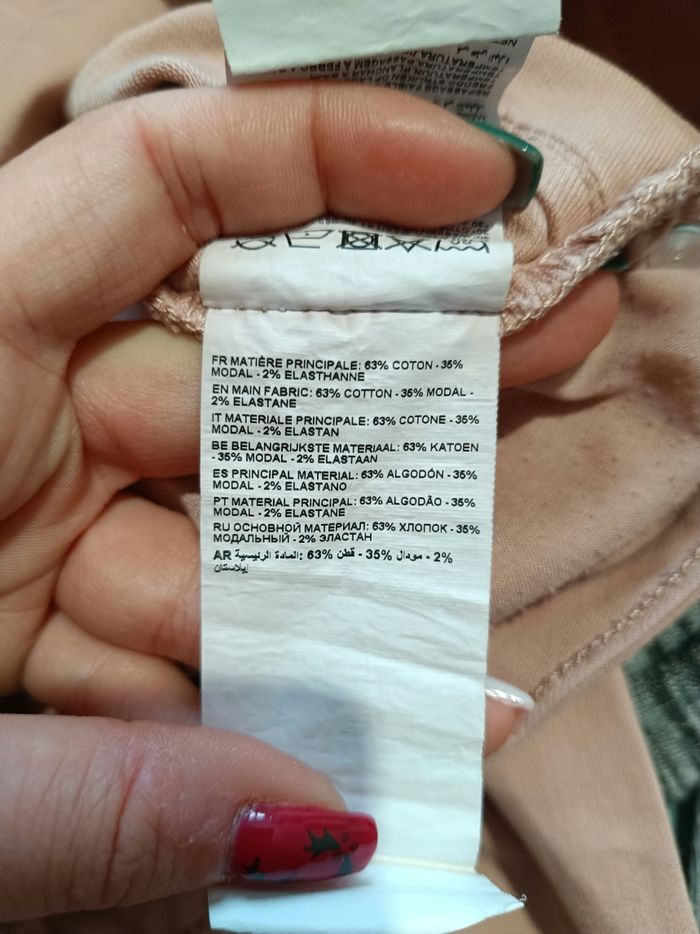 FR MATIÈRE PRINCIPALE: 63% COTON - 35%
MODAL - 2% ELASTHANNE
EN MAIN FABRIC: 63% COTTON - 35% MODAL -
2% ELASTANE
IT MATERIALE PRINCIPALE: 63% COTONE - 35%
MODAL - 2% ELASTAN
BE BELANGRIJKSTE MATERIAAL: 63% KATOEN
- 35% MODAL - 2% ELASTAAN
ES PRINCIPAL MATERIAL: 63% ALGODÓN - 35%
MODAL - 2% ELASTANO
PT MATERIAL PRINCIPAL: 63% ALGODÃO - 35%
MODAL - 2% ELASTANE
RU ОСНОВНОЙ МАТЕРИАЛ: 63% ХЛОПОК - 35%
МОДАЛЬНЫЙ - 2% ЭЛАСТАН
AR المادة الرئيسية: 63% قطن - 35% مودال - 2%
إيلاستان